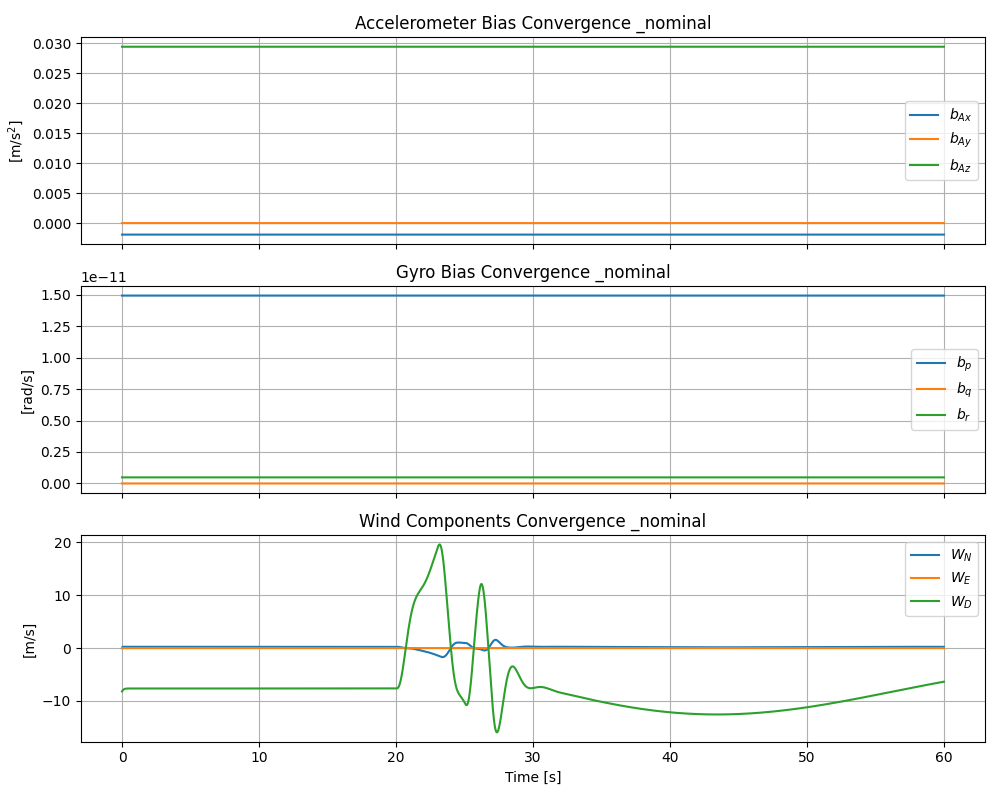 Accelerometer Bias Convergence _nominal
0.030
0.025
0.020
0.015
0.010
0.005
0.000
[m/s²]
b_Ax
b_Ay
b_Az
Gyro Bias Convergence _nominal
1e−11
1.50
1.25
1.00
0.75
0.50
0.25
0.00
[rad/s]
b_p
b_q
b_r
Wind Components Convergence _nominal
20
10
0
−10
[m/s]
W_N
W_E
W_D
0 10 20 30 40 50 60
Time [s]